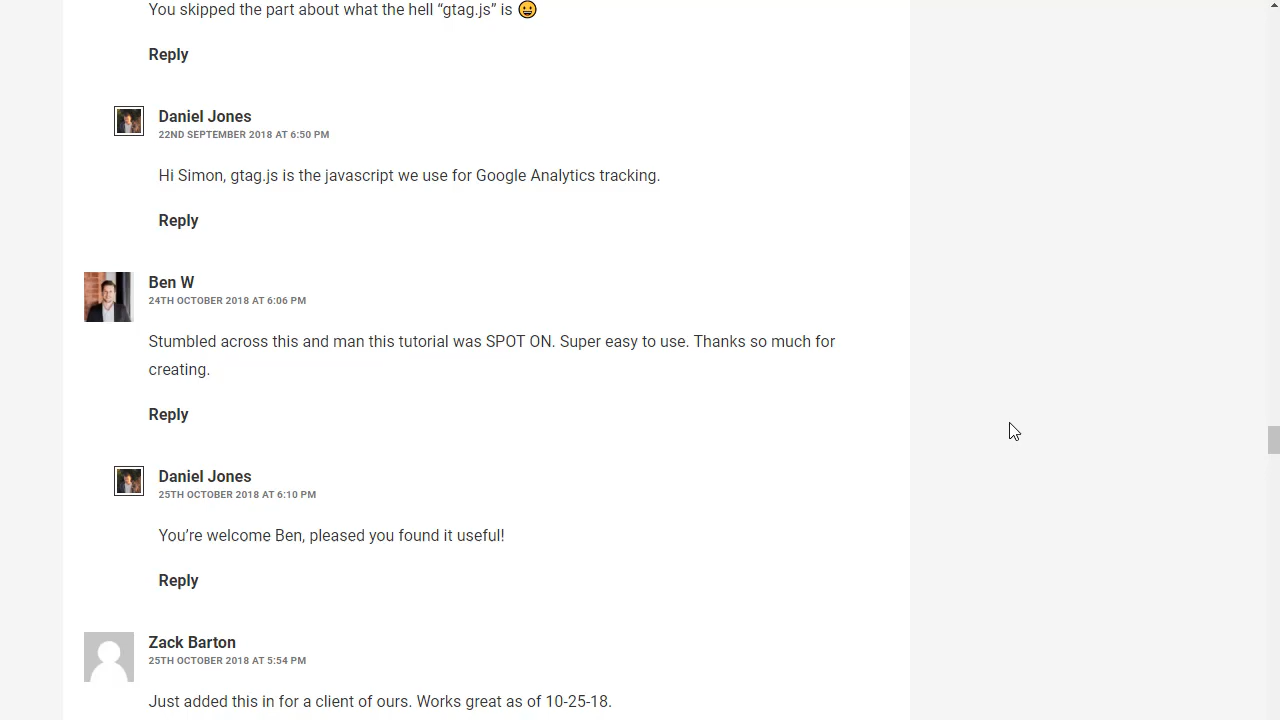 You skipped the part about what the hell “gtag.js” is 😀
Reply
Daniel Jones
22ND SEPTEMBER 2018 AT 6:50 PM
Hi Simon, gtag.js is the javascript we use for Google Analytics tracking.
Reply
Ben W
24TH OCTOBER 2018 AT 6:06 PM
Stumbled across this and man this tutorial was SPOT ON. Super easy to use. Thanks so much for
creating.
Reply
Daniel Jones
25TH OCTOBER 2018 AT 6:10 PM
You’re welcome Ben, pleased you found it useful!
Reply
Zack Barton
25TH OCTOBER 2018 AT 5:54 PM
Just added this in for a client of ours. Works great as of 10-25-18.